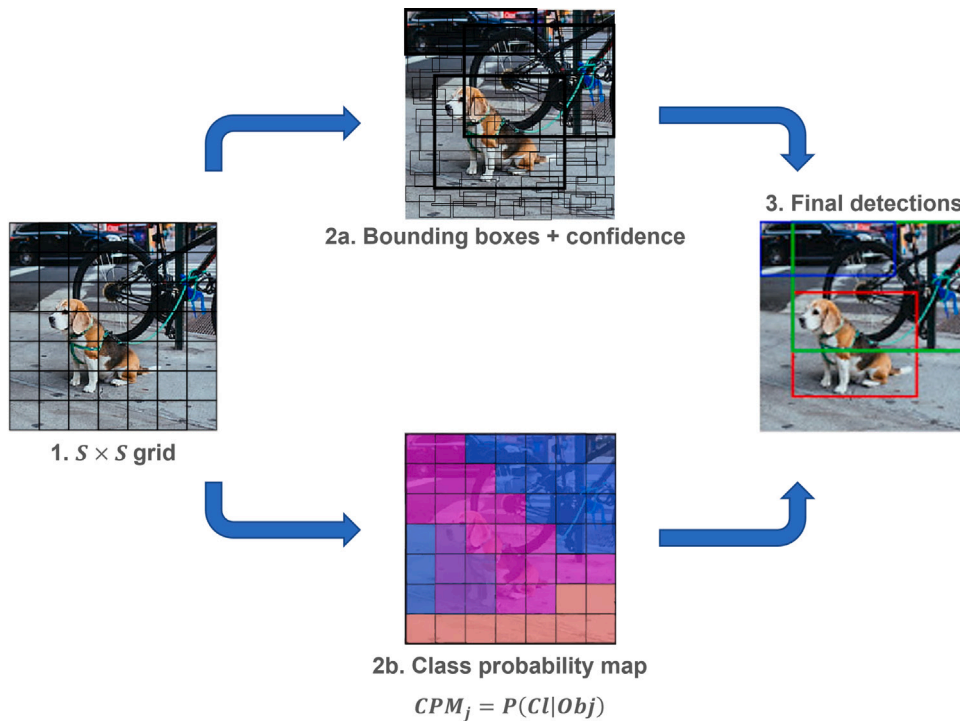 2a. Bounding boxes + confidence
3. Final detections
1. S × S grid
2b. Class probability map
CPM_j = P(Cl|Obj)